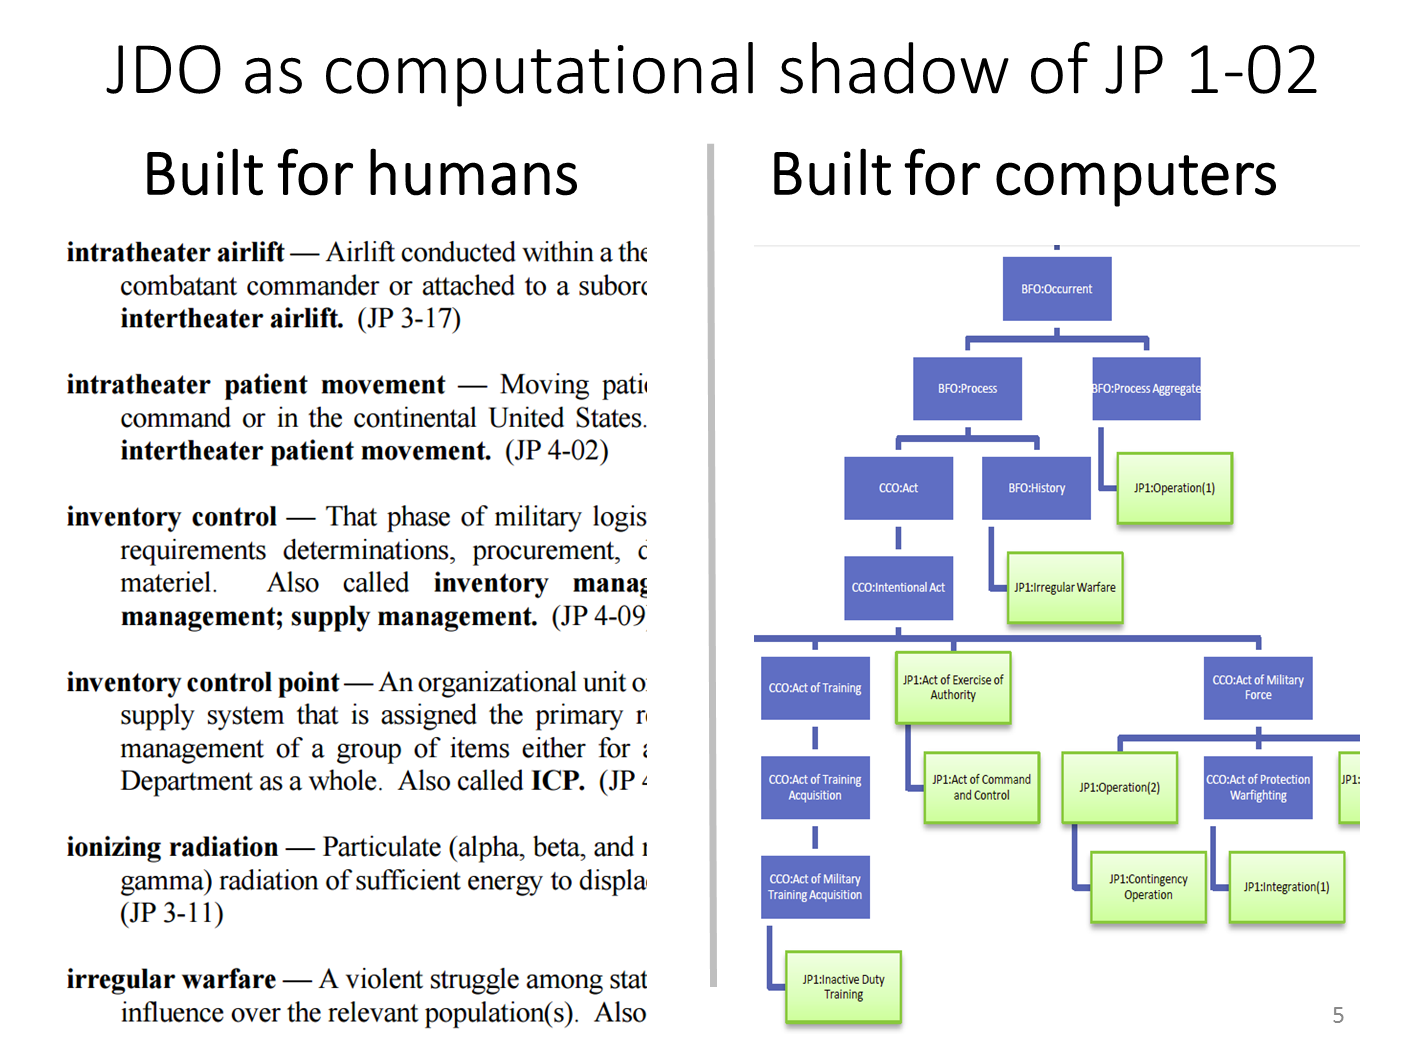 JDO as computational shadow of JP 1-02
Built for humans
intratheater airlift — Airlift conducted within a the
combatant commander or attached to a subord
intertheater airlift. (JP 3-17)
intratheater patient movement — Moving patie
command or in the continental United States.
intertheater patient movement. (JP 4-02)
inventory control — That phase of military logis
requirements determinations, procurement, d
materiel. Also called inventory manag
management; supply management. (JP 4-09)
inventory control point — An organizational unit o
supply system that is assigned the primary r
management of a group of items either for a
Department as a whole. Also called ICP. (JP 4
ionizing radiation — Particulate (alpha, beta, and
gamma) radiation of sufficient energy to displa
(JP 3-11)
irregular warfare — A violent struggle among stat
influence over the relevant population(s). Also
Built for computers
BFO:Occurrent
BFO:Process
BFO:Process Aggregate
CCO:Act
BFO:History
JP1:Operation(1)
CCO:Intentional Act
JP1:Irregular Warfare
CCO:Act of Training
JP1:Act of Exercise of
Authority
CCO:Act of Military
Force
CCO:Act of Training
Acquisition
JP1:Act of Command
and Control
JP1:Operation(2)
CCO:Act of Protection
Warfighting
JP1:
CCO:Act of Military
Training Acquisition
JP1:Contingency
Operation
JP1:Integration(1)
JP1:Inactive Duty
Training
5